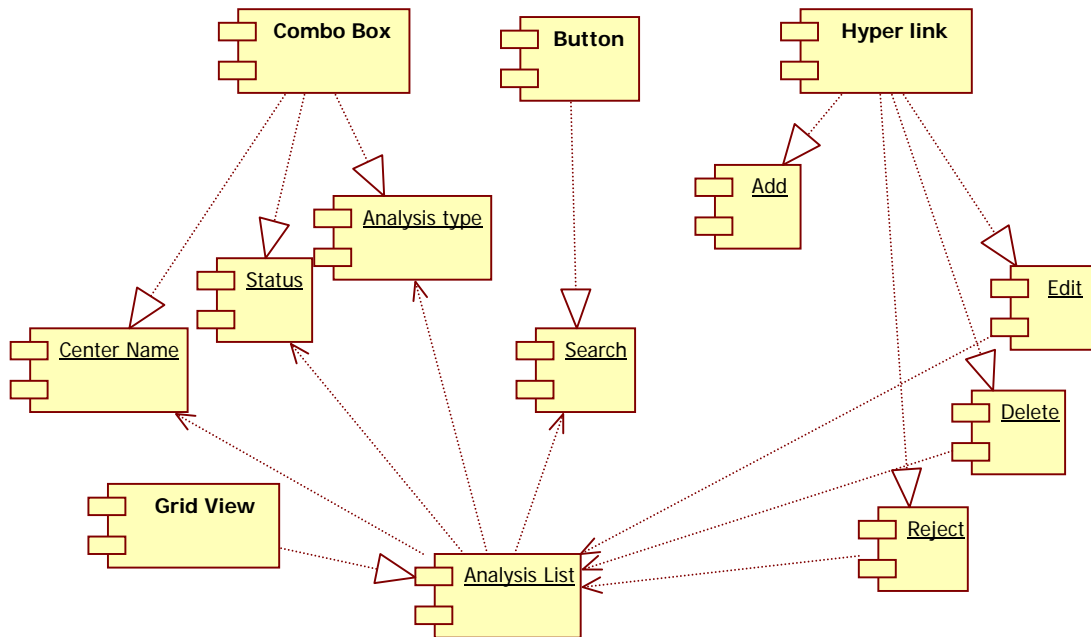 Combo Box
Button
Hyper link
Add
Analysis type
Status
Edit
Center Name
Search
Delete
Grid View
Reject
Analysis List